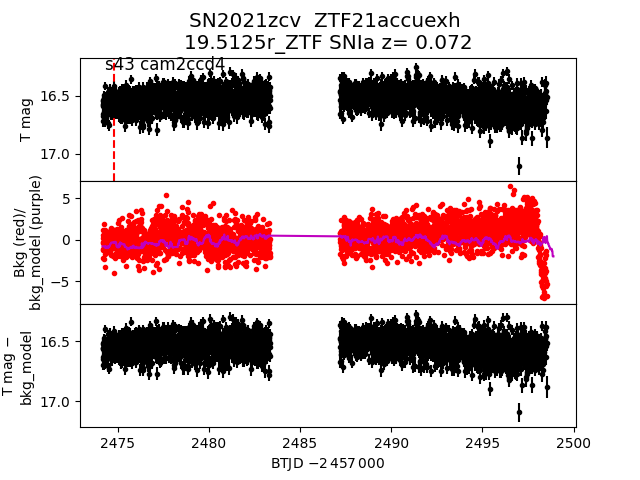 SN2021zcv ZTF21accuexh
19.5125r_ZTF SNIa z= 0.072
s43 cam2ccd4
16.5
17.0
T mag
5
0
−5
Bkg (red)/
bkg_model (purple)
16.5
17.0
T mag −
bkg_model
2475 2480 2485 2490 2495 2500
BTJD −2 457 000